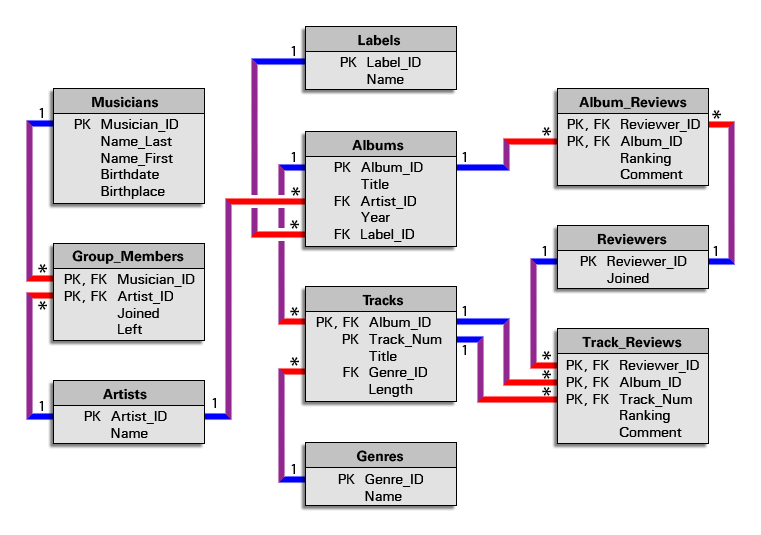 Labels
PK Label_ID
Name
Musicians
PK Musician_ID
Name_Last
Name_First
Birthdate
Birthplace
Albums
PK Album_ID
Title
FK Artist_ID
Year
FK Label_ID
Album_Reviews
PK, FK Reviewer_ID
PK, FK Album_ID
Ranking
Comment
Group_Members
PK, FK Musician_ID
PK, FK Artist_ID
Joined
Left
Reviewers
PK Reviewer_ID
Joined
Tracks
PK, FK Album_ID
PK Track_Num
Title
FK Genre_ID
Length
Track_Reviews
PK, FK Reviewer_ID
PK, FK Album_ID
PK, FK Track_Num
Ranking
Comment
Artists
PK Artist_ID
Name
Genres
PK Genre_ID
Name
1
1
*
*
1
1
1
*
*
1
*
*
1
*
1
1
*
1
1
*
*
*